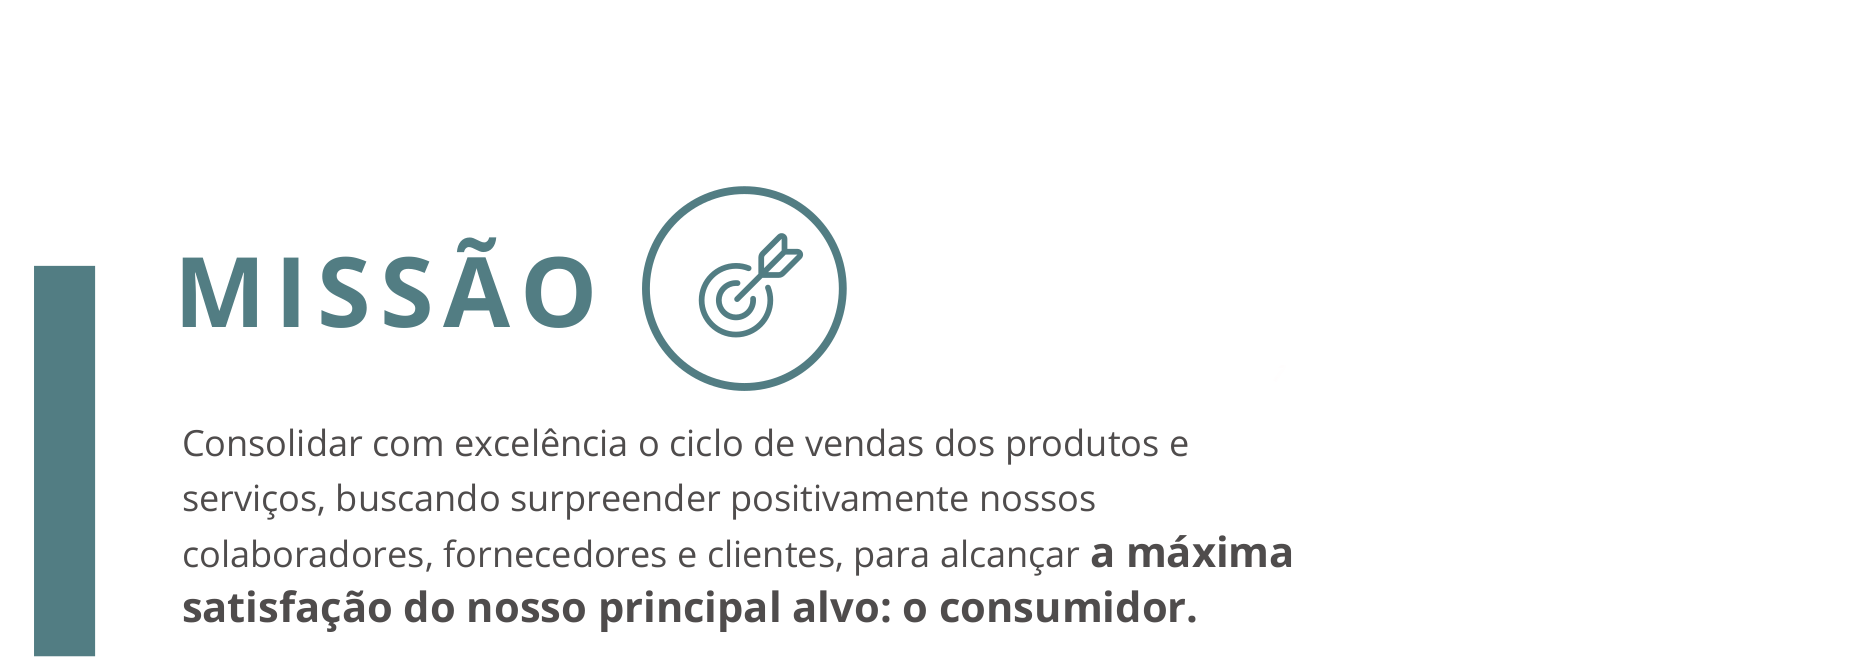 MISSÃO
Consolidar com excelência o ciclo de vendas dos produtos e
serviços, buscando surpreender positivamente nossos
colaboradores, fornecedores e clientes, para alcançar a máxima
satisfação do nosso principal alvo: o consumidor.